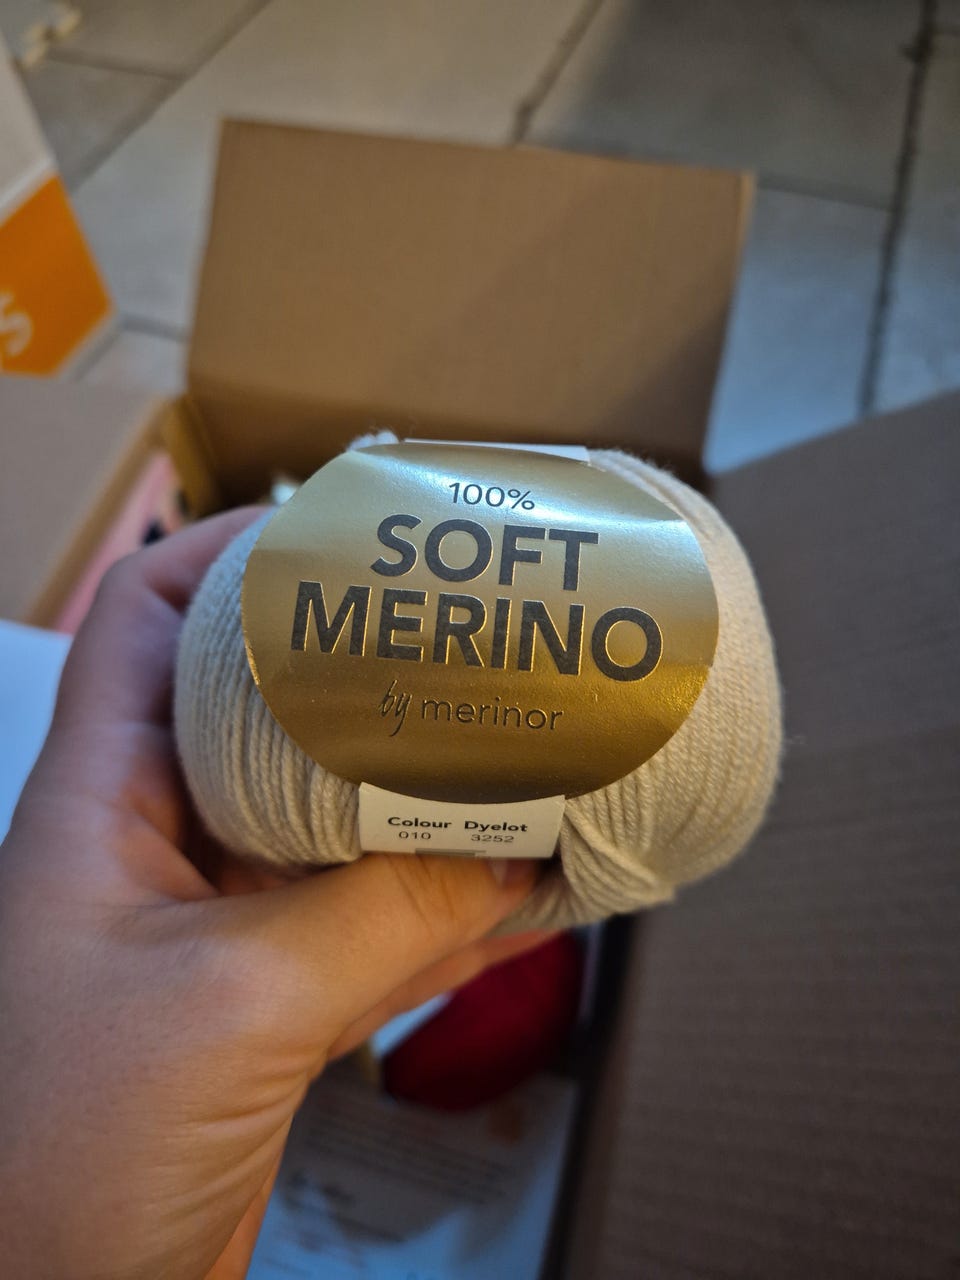 100%
SOFT
MERINO
by merinor
Colour Dyelot
010 3252